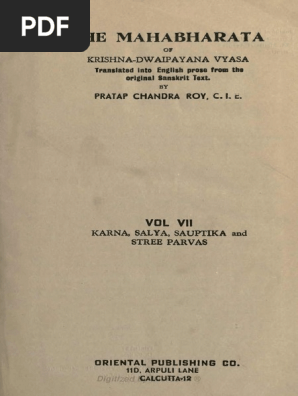 PDF
HE MAHABHARATA
OF
KRISHNA-DWAIPAYANA VYASA
Translated into English prose from the
original Sanskrit Text.
BY
PRATAP CHANDRA ROY, C. I. E.
VOL VII
KARNA, SALYA, SAUPTIKA and
STREE PARVAS
ORIENTAL PUBLISHING CO.
11D, ARPULI LANE
CALCUTTA-12